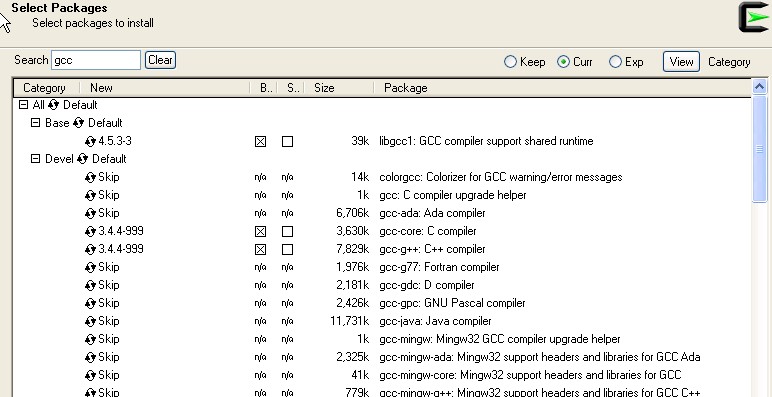 Select Packages
Select packages to install
Search gcc Clear Keep Curr Exp View Category
Category New B.. S.. Size Package
All Default
Base Default
4.5.3-3 39k libgcc1: GCC compiler support shared runtime
Devel Default
Skip n/a n/a 14k colorgcc: Colorizer for GCC warning/error messages
Skip n/a n/a 1k gcc: C compiler upgrade helper
Skip n/a n/a 6,706k gcc-ada: Ada compiler
3.4.4-999 3,630k gcc-core: C compiler
3.4.4-999 7,829k gcc-g++: C++ compiler
Skip n/a n/a 1,976k gcc-g77: Fortran compiler
Skip n/a n/a 2,181k gcc-gdc: D compiler
Skip n/a n/a 2,426k gcc-gpc: GNU Pascal compiler
Skip n/a n/a 11,731k gcc-java: Java compiler
Skip n/a n/a 1k gcc-mingw: Mingw32 GCC compiler upgrade helper
Skip n/a n/a 2,325k gcc-mingw-ada: Mingw32 support headers and libraries for GCC Ada
Skip n/a n/a 41k gcc-mingw-core: Mingw32 support headers and libraries for GCC
Skip n/a n/a 779k gcc-mingw-g++: Mingw32 support headers and libraries for GCC C++